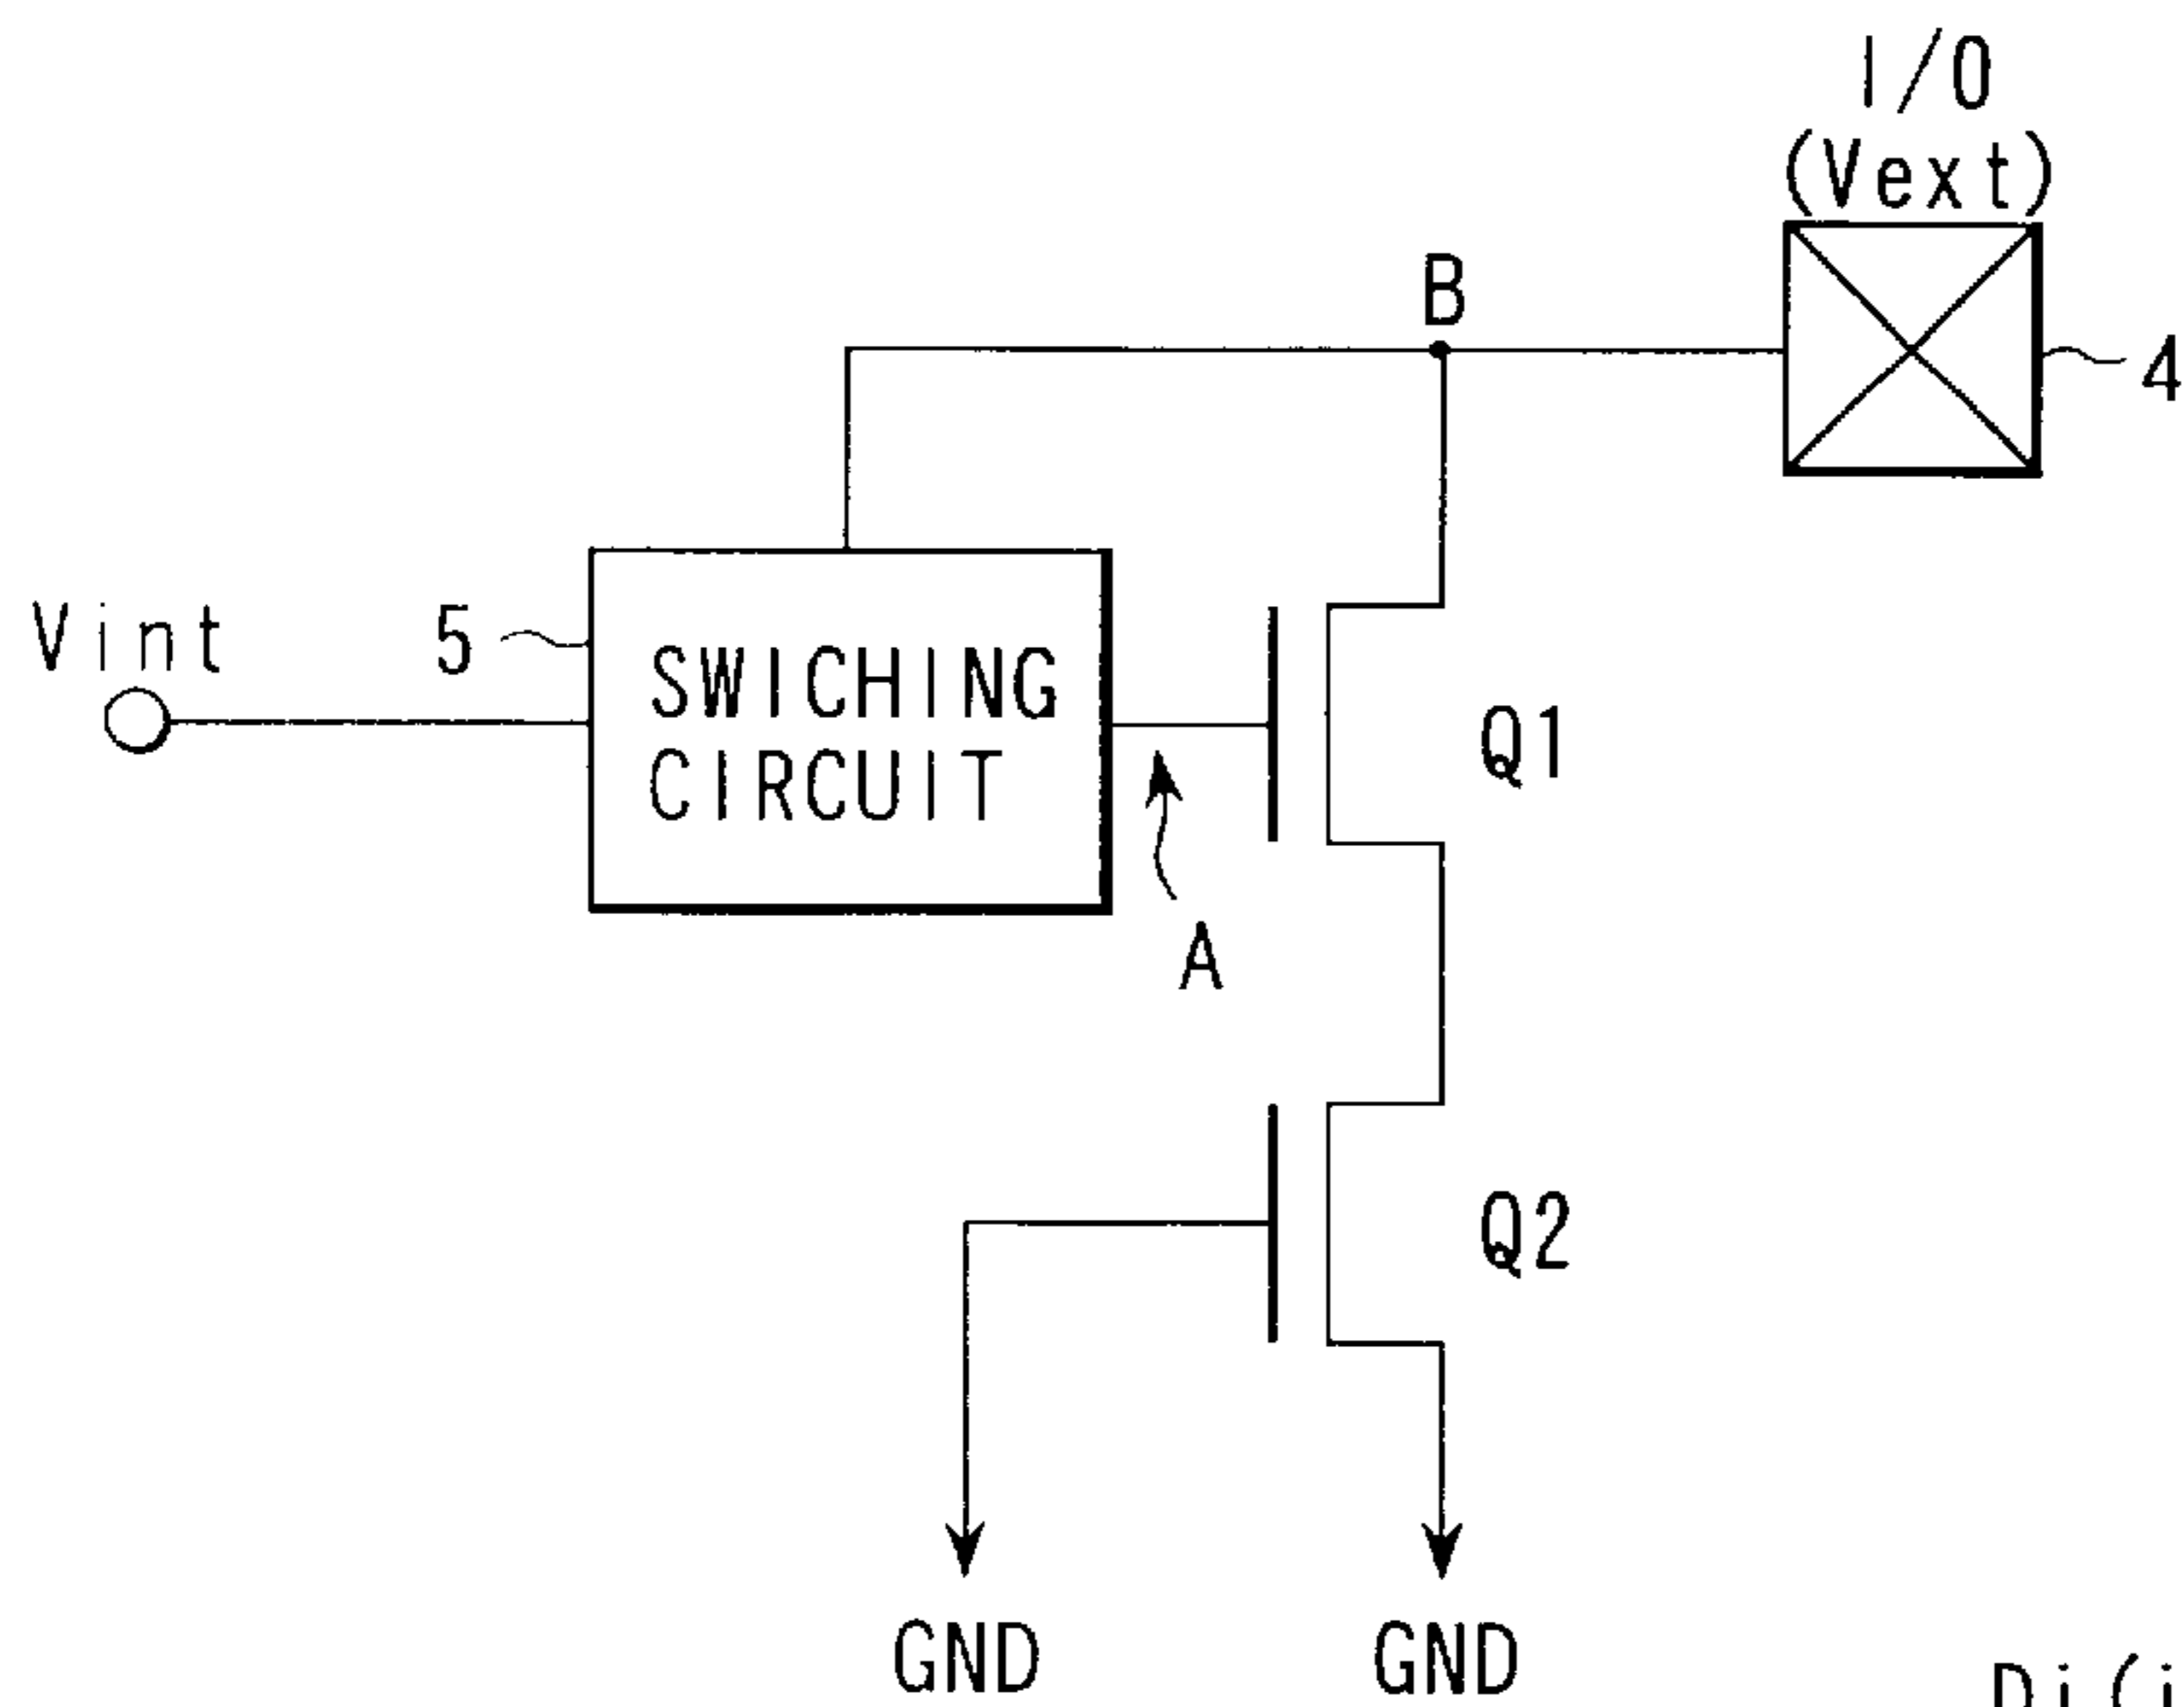 I/O
(Vext)
B
4
Vint
5
SWICHING
CIRCUIT
Q1
A
Q2
GND
GND